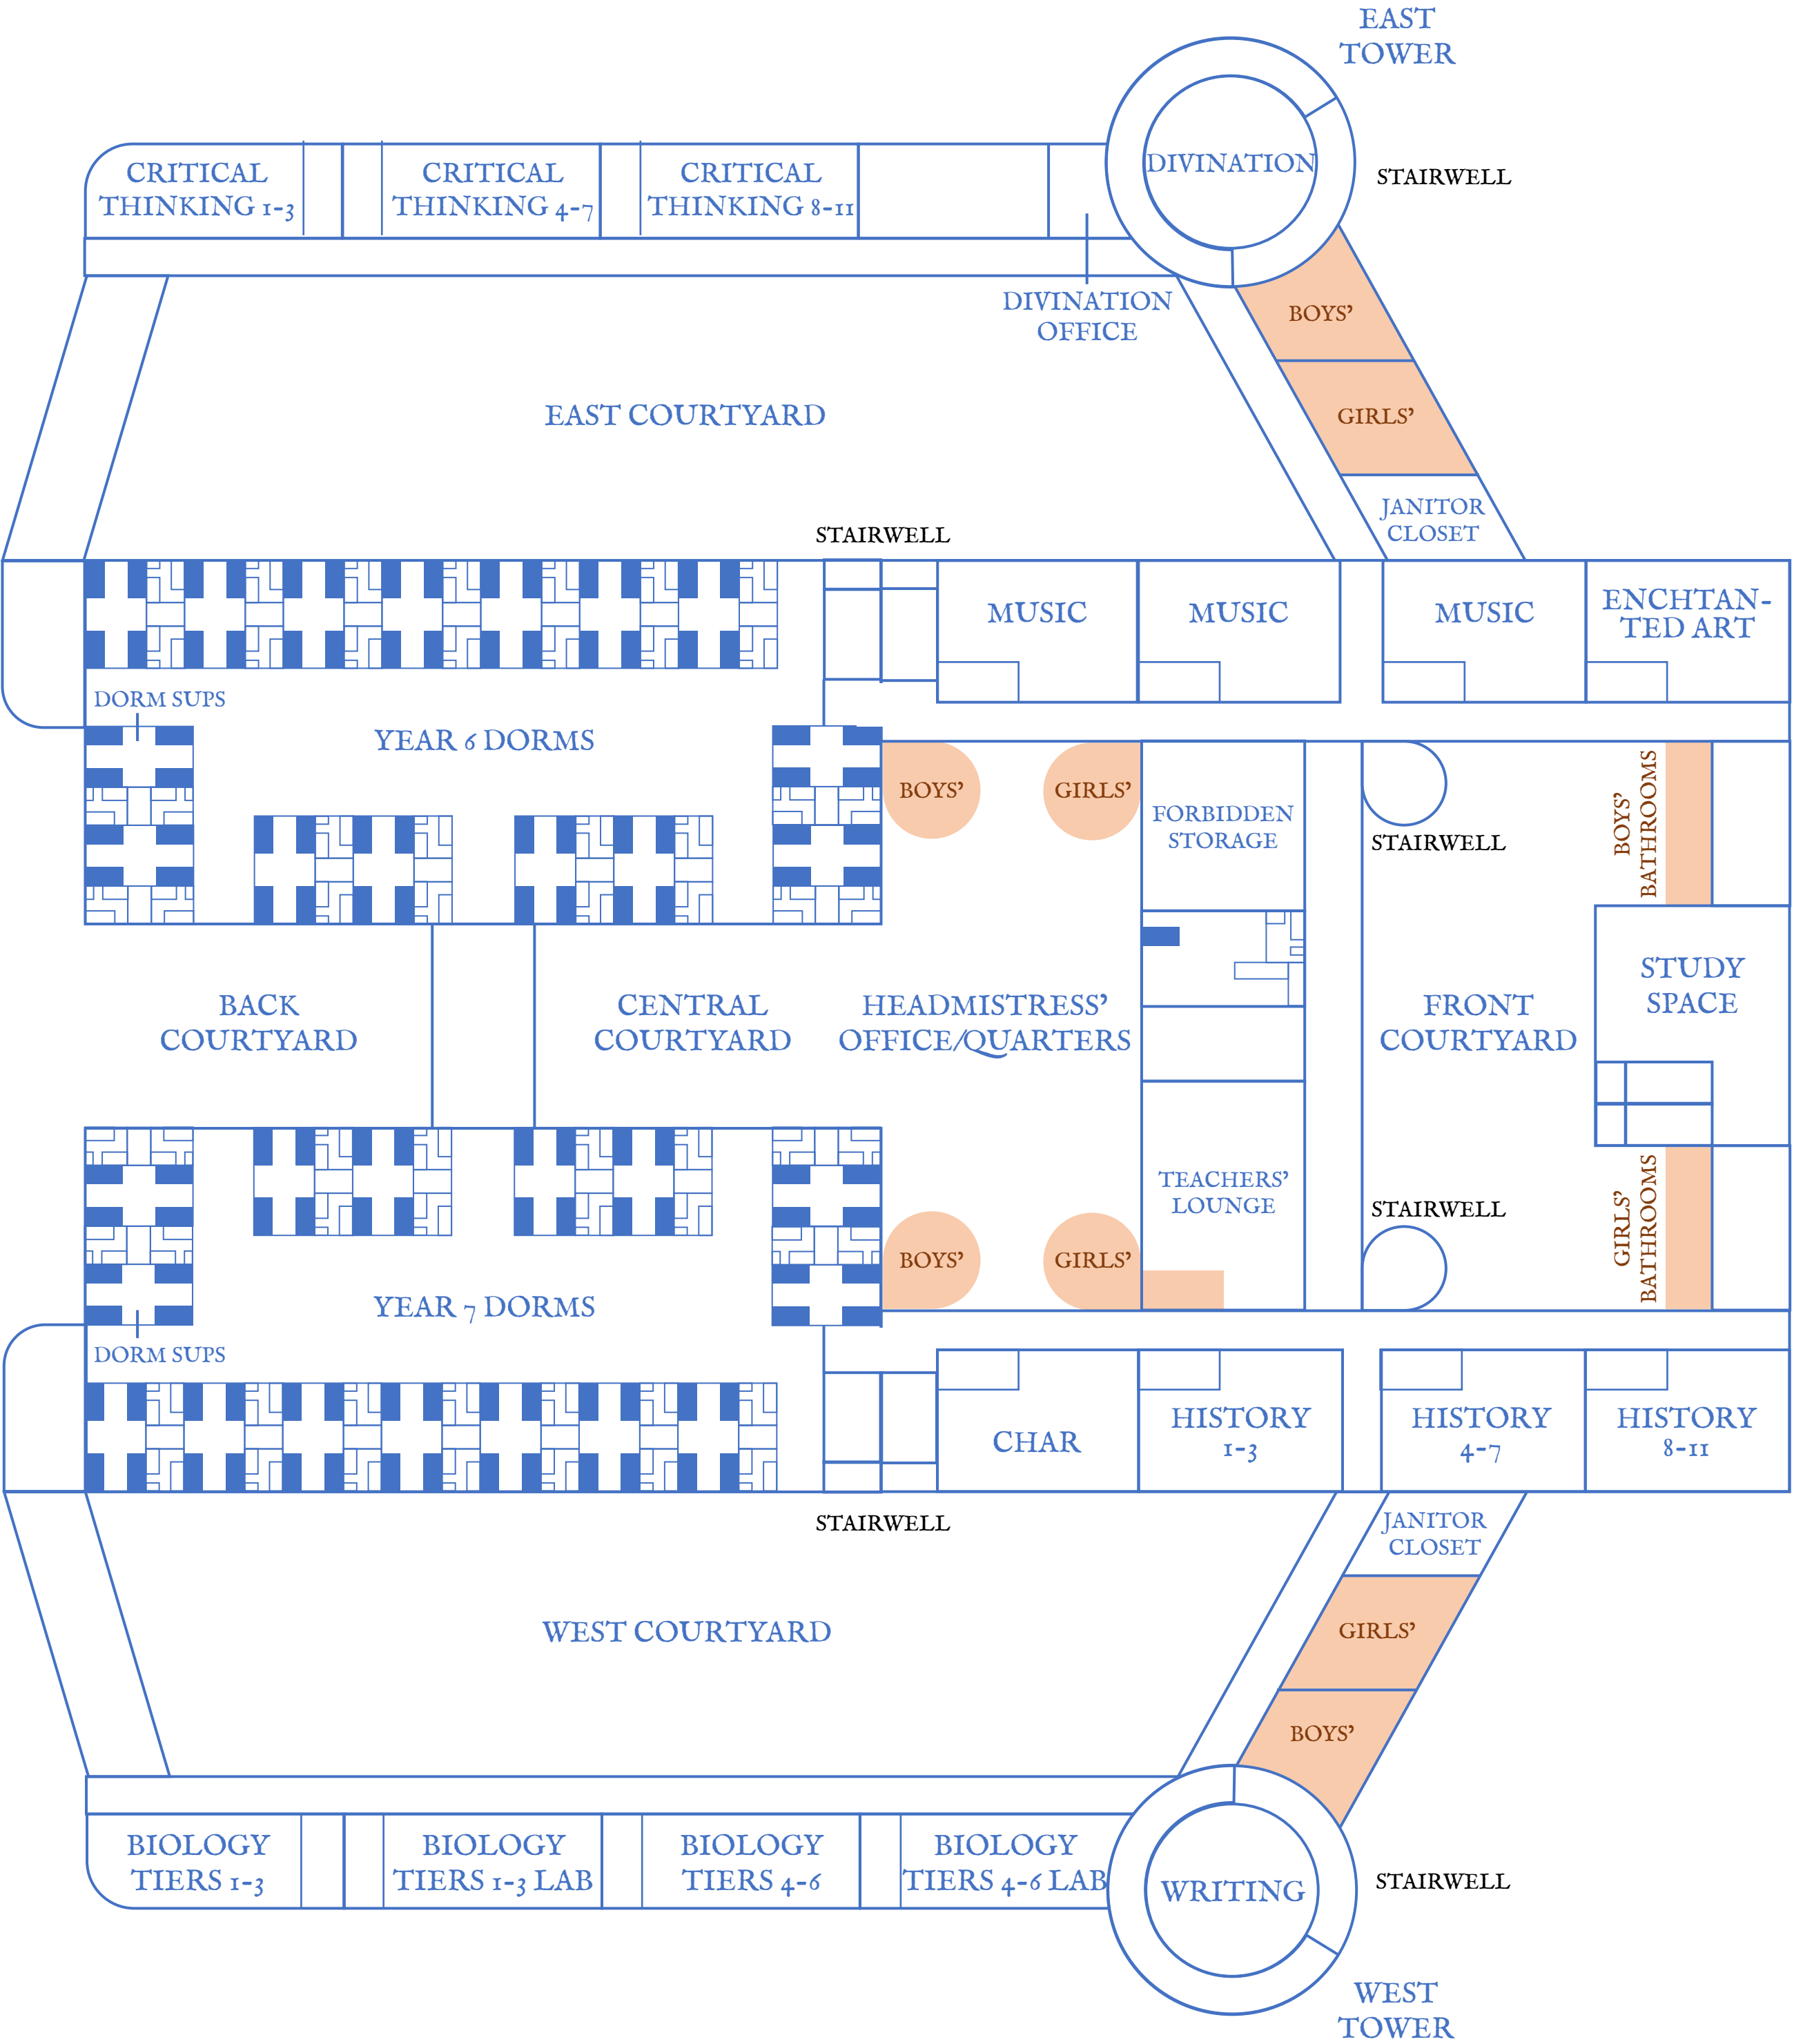 EAST
TOWER
DIVINATION
STAIRWELL
CRITICAL
THINKING 1-3
CRITICAL
THINKING 4-7
CRITICAL
THINKING 8-11
DIVINATION
OFFICE
BOYS'
GIRLS'
JANITOR
CLOSET
EAST COURTYARD
STAIRWELL
MUSIC
MUSIC
MUSIC
ENCHTAN-
TED ART
DORM SUPS
YEAR 6 DORMS
BOYS'
GIRLS'
FORBIDDEN
STORAGE
STAIRWELL
BOYS'
BATHROOMS
BACK
COURTYARD
CENTRAL
COURTYARD
HEADMISTRESS'
OFFICE/QUARTERS
FRONT
COURTYARD
STUDY
SPACE
TEACHERS'
LOUNGE
STAIRWELL
GIRLS'
BATHROOMS
BOYS'
GIRLS'
YEAR 7 DORMS
DORM SUPS
CHAR
HISTORY
1-3
HISTORY
4-7
HISTORY
8-11
STAIRWELL
JANITOR
CLOSET
GIRLS'
BOYS'
WEST COURTYARD
BIOLOGY
TIERS 1-3
BIOLOGY
TIERS 1-3 LAB
BIOLOGY
TIERS 4-6
BIOLOGY
TIERS 4-6 LAB
WRITING
STAIRWELL
WEST
TOWER